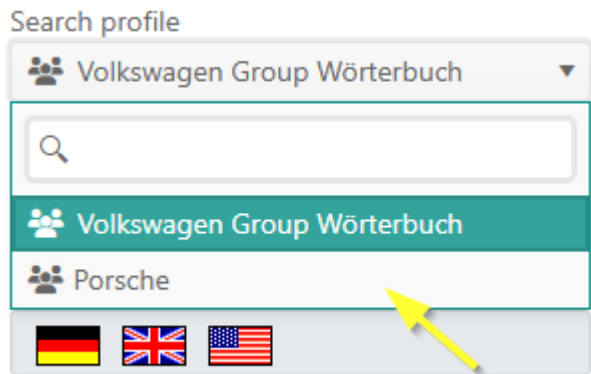 Search profile
Volkswagen Group Wörterbuch
Volkswagen Group Wörterbuch
Porsche